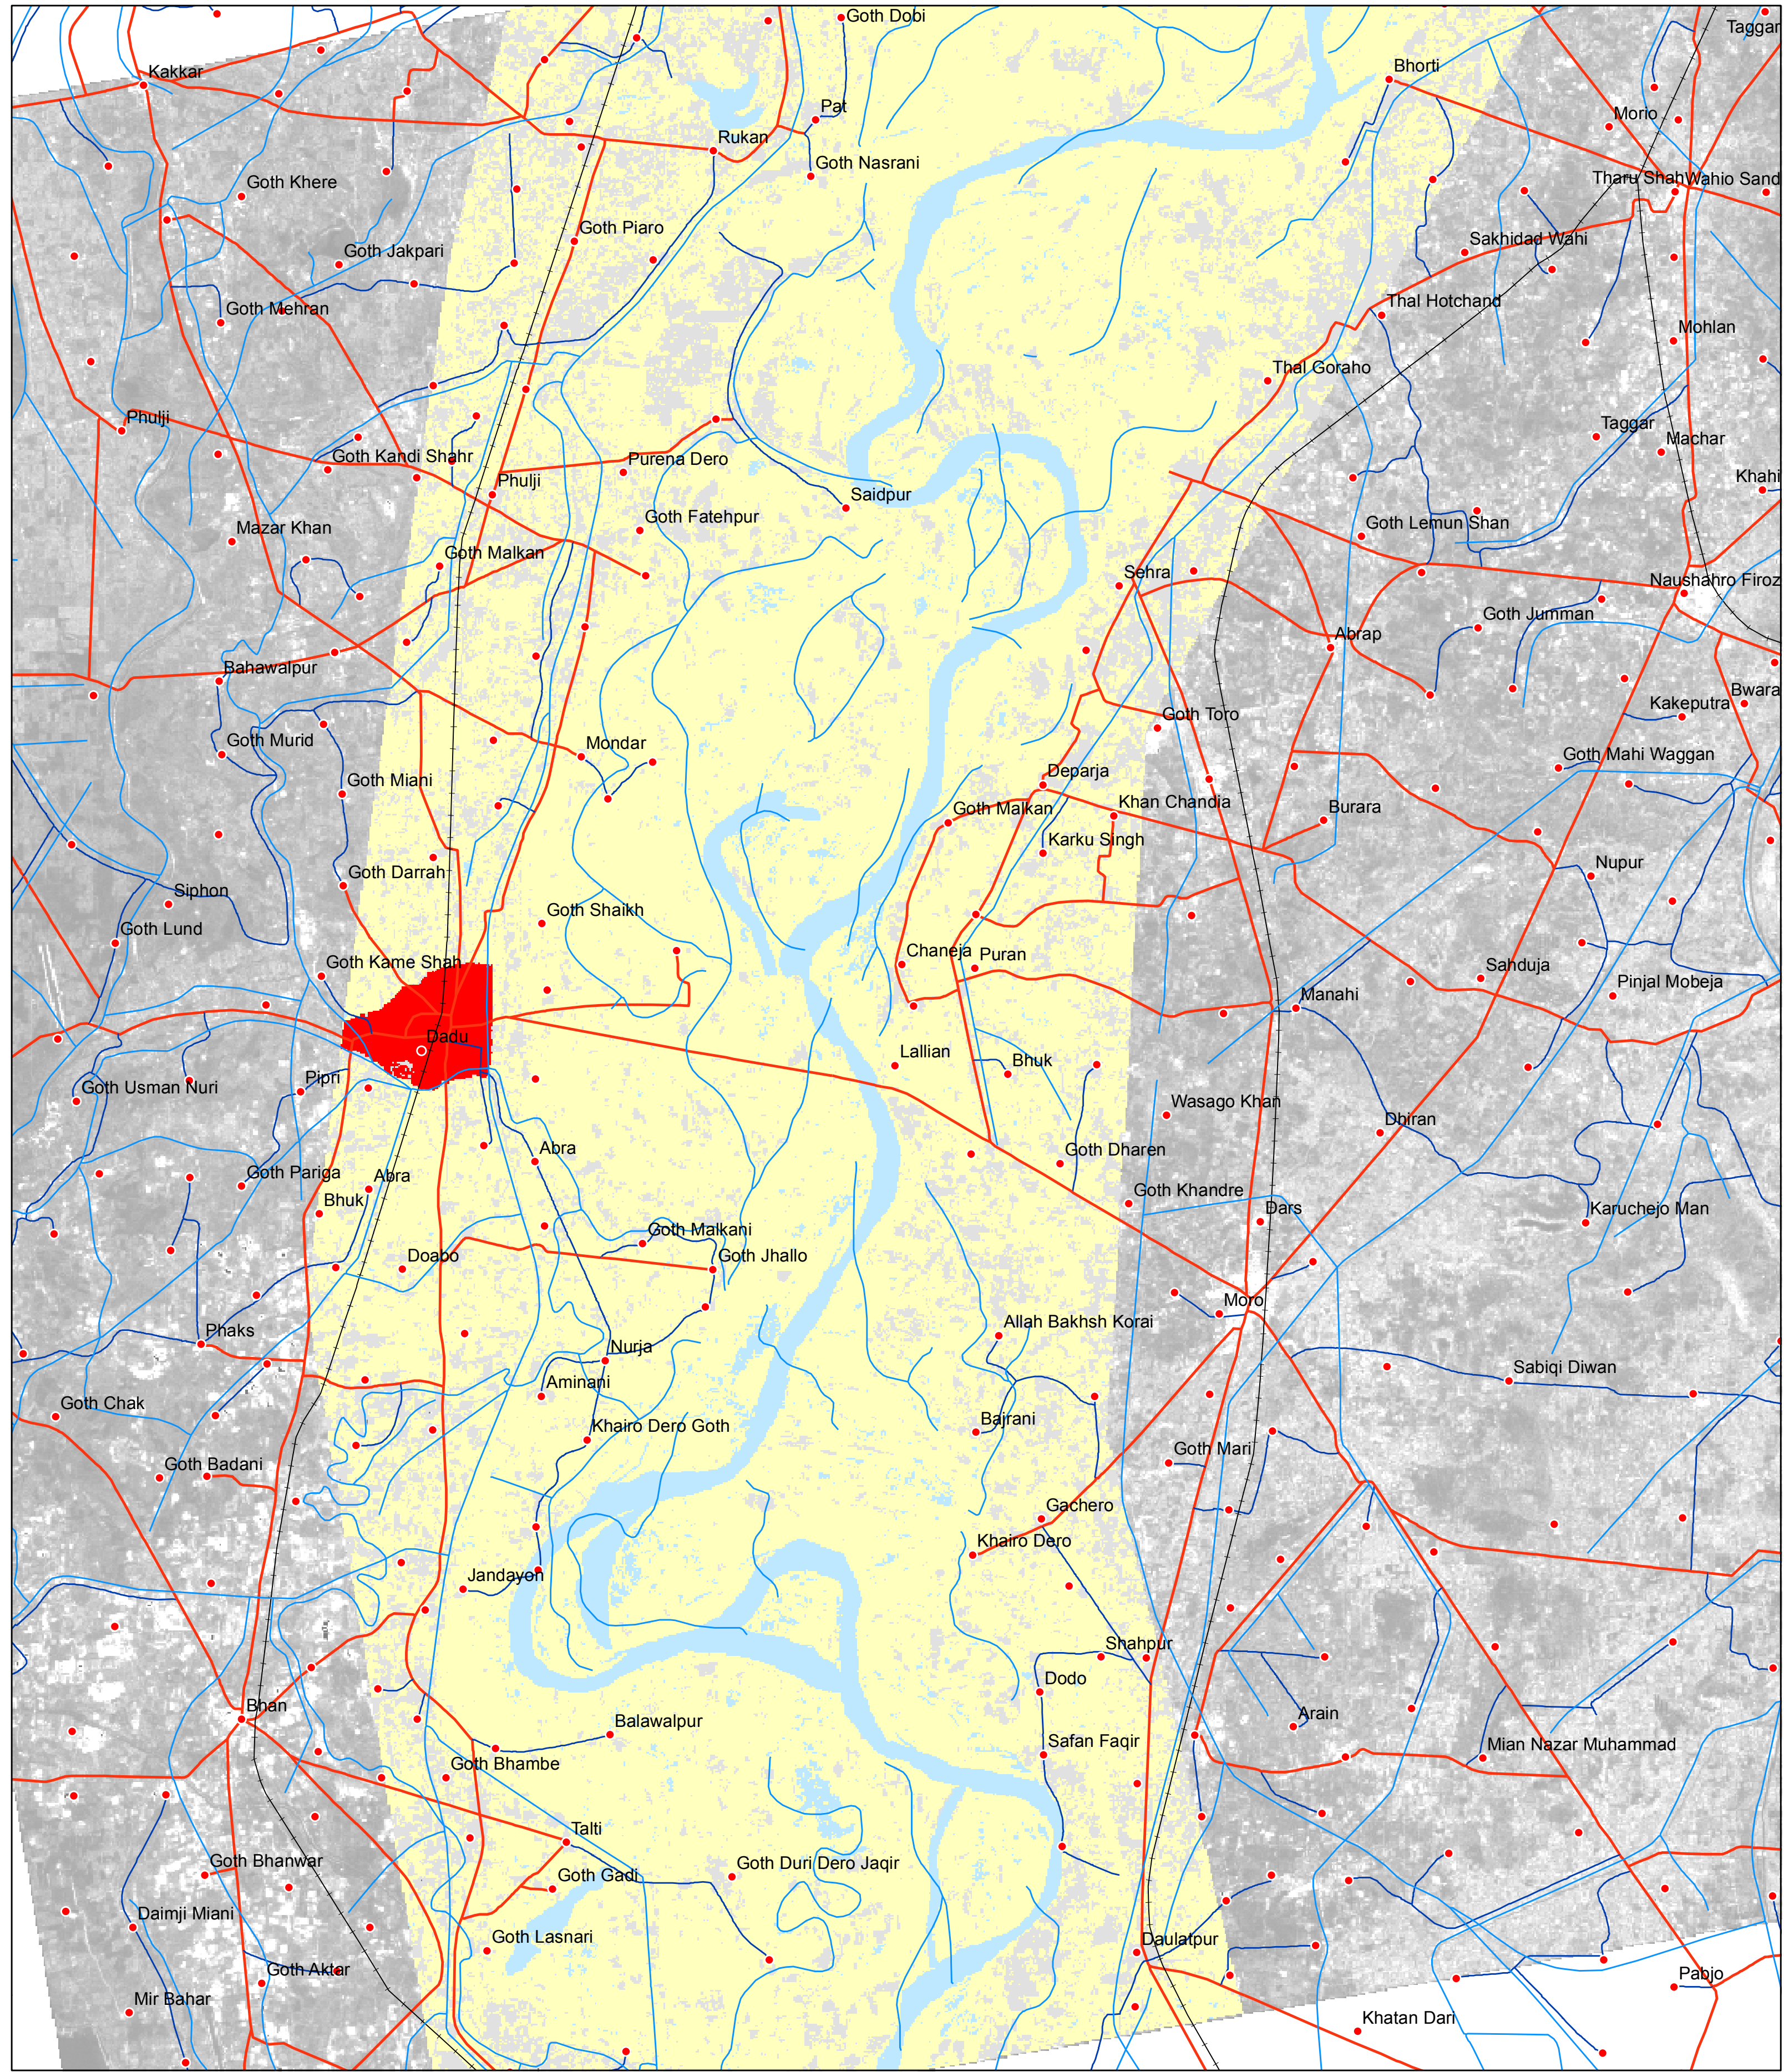 Goth Dobi
Taggar
Kakkar
Bhorti
Pat
Morio
Rukan
Goth Nasrani
Tharu Shah
Wahio Sand
Goth Khere
Goth Piaro
Sakhidad Wahi
Goth Jakpari
Goth Mehran
Thal Hotchand
Mohlan
Thal Goraho
Phulji
Taggar
Machar
Goth Kandi Shahr
Purena Dero
Phulji
Khahi
Saidpur
Mazar Khan
Goth Fatehpur
Goth Lemun Shan
Goth Malkan
Sehra
Naushahro Firoz
Goth Jumman
Abrap
Bahawalpur
Bwara
Kakeputra
Goth Toro
Goth Murid
Mondar
Goth Mahi Waggan
Goth Miani
Deparja
Goth Malkan
Khan Chandia
Burara
Karku Singh
Goth Darrah
Nupur
Siphon
Goth Shaikh
Goth Lund
Chaneja
Puran
Goth Kame Shah
Sahduja
Pinjal Mobeja
Manahi
Dadu
Lallian
Bhuk
Pipri
Goth Usman Nuri
Wasago Khan
Dhiran
Abra
Goth Dharen
Goth Pariga
Abra
Bhuk
Goth Khandre
Dars
Karuchejo Man
Goth Malkani
Doabo
Goth Jhallo
Moro
Allah Bakhsh Korai
Phaks
Nurja
Sabiqi Diwan
Aminani
Goth Chak
Khairo Dero Goth
Bajrani
Goth Mari
Goth Badani
Gachero
Khairo Dero
Jandayon
Shahpur
Dodo
Bhan
Arain
Balawalpur
Safan Faqir
Mian Nazar Muhammad
Goth Bhambe
Talti
Goth Bhanwar
Goth Gadi
Goth Duri Dero Jaqir
Daimji Miani
Goth Lasnari
Daulatpur
Goth Aktar
Pabjo
Mir Bahar
Khatan Dari